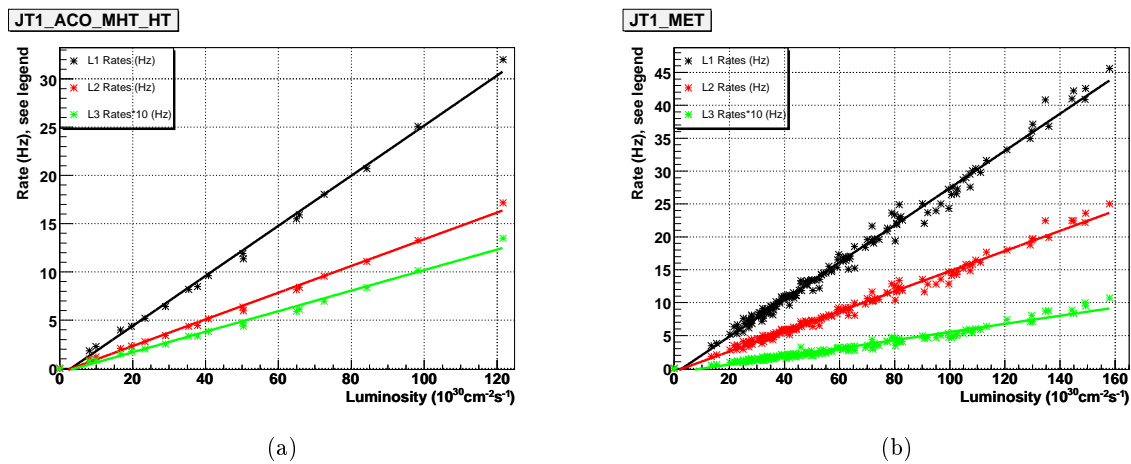 JT1_ACO_MHT_HT
Rate (Hz), see legend
L1 Rates (Hz)
L2 Rates (Hz)
L3 Rates*10 (Hz)
30
25
20
15
10
5
0
0 20 40 60 80 100 120
Luminosity (10³⁰cm⁻²s⁻¹)
(a)
JT1_MET
Rate (Hz), see legend
L1 Rates (Hz)
L2 Rates (Hz)
L3 Rates*10 (Hz)
45
40
35
30
25
20
15
10
5
0
0 20 40 60 80 100 120 140 160
Luminosity (10³⁰cm⁻²s⁻¹)
(b)